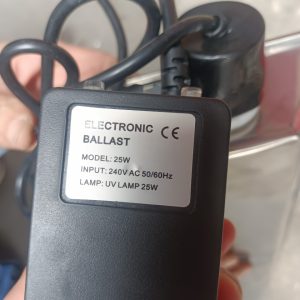 ELECTRONIC CE
BALLAST
MODEL: 25W
INPUT: 240V AC 50/60Hz
LAMP: UV LAMP 25W